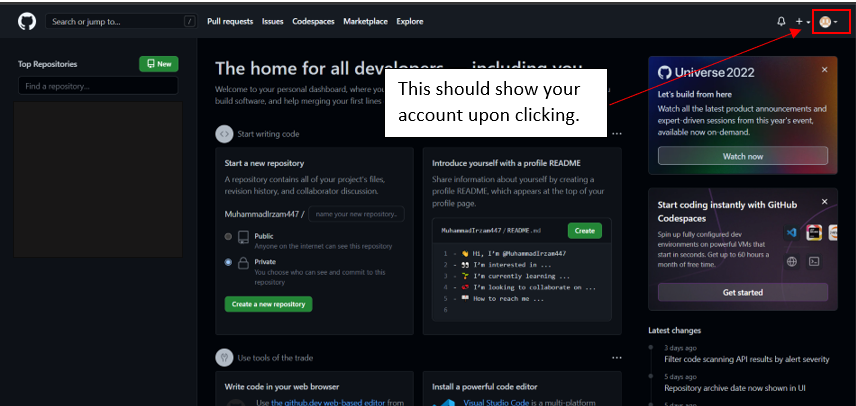 Search or jump to...
/
Pull requests Issues Codespaces Marketplace Explore
Top Repositories
New
Find a repository...
The home for all developers — including you.
Welcome to your personal dashboard, where you
build software, and help merging your first lines
This should show your
account upon clicking.
Start writing code
Start a new repository
A repository contains all of your project's files,
revision history, and collaborator discussion.
MuhammadIrzam447 /
name your new repository...
Public
Anyone on the internet can see this repository
Private
You choose who can see and commit to this
repository
Create a new repository
Introduce yourself with a profile README
Share information about yourself by creating a
profile README, which appears at the top of your
profile page.
MuhammadIrzam447/README.md
Create
1 - 👋 Hi, I'm @MuhammadIrzam447
2 - 👀 I'm interested in ...
3 - 🌱 I'm currently learning ...
4 - 💞️ I'm looking to collaborate on ...
5 - 📫 How to reach me ...
6
Use tools of the trade
Write code in your web browser
Use the github.dev web-based editor from
Install a powerful code editor
Visual Studio Code is a multi-platform
Universe2022
Let's build from here
Watch all the latest product announcements and
expert-driven sessions from this year's event,
available now on-demand.
Watch now
Start coding instantly with GitHub
Codespaces
Spin up fully configured dev
environments on powerful VMs that
start in seconds. Get up to 60 hours a
month of free time.
Get started
Latest changes
3 days ago
Filter code scanning API results by alert severity
5 days ago
Repository archive date now shown in UI
5 days ago